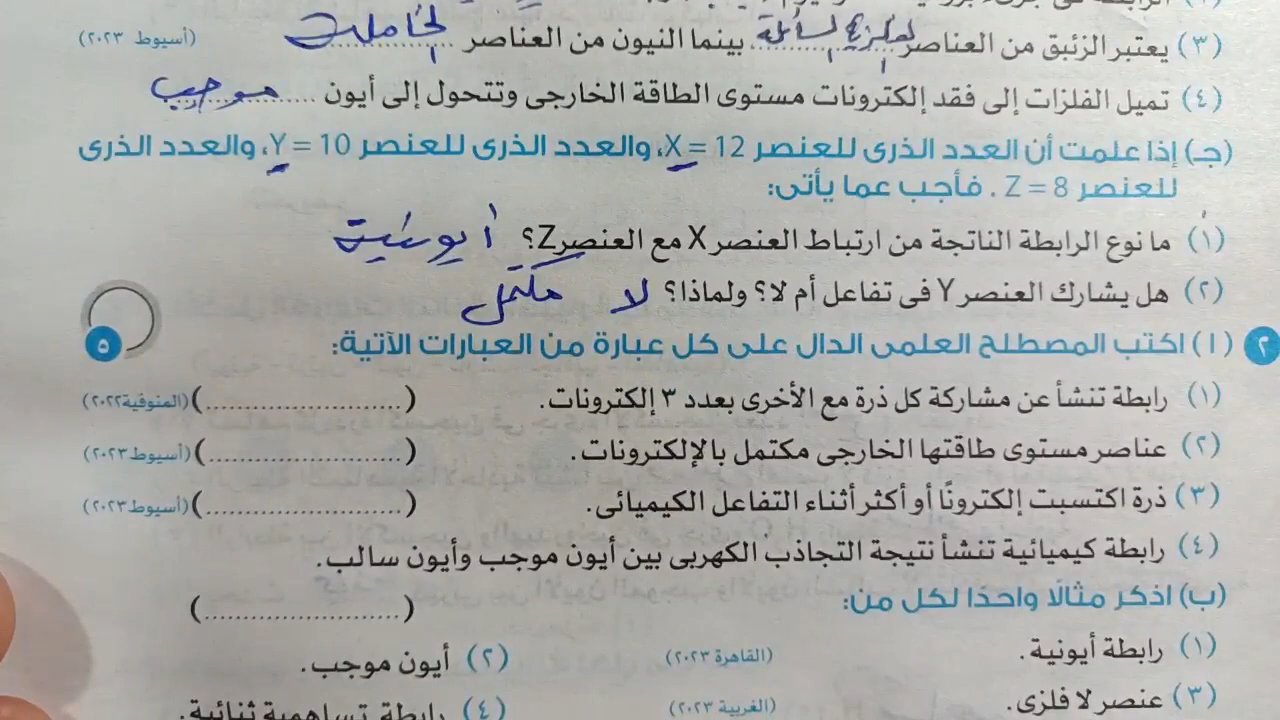 (٣) يعتبر الزئبق من العناصر الفلزية السائلة بينما النيون من العناصر الخاملة (أسيوط ٢٠٢٣)
(٤) تميل الفلزات إلى فقد إلكترونات مستوى الطاقة الخارجى وتتحول إلى أيون موجب
(جـ) إذا علمت أن العدد الذرى للعنصر X = 12، والعدد الذرى للعنصر Y = 10، والعدد الذرى
للعنصر Z = 8 . فأجب عما يأتى:
(١) ما نوع الرابطة الناتجة من ارتباط العنصر X مع العنصر Z؟ أيونية
(٢) هل يشارك العنصر Y فى تفاعل أم لا؟ ولماذا؟ لا مكتمل
٥
٢ (ا) اكتب المصطلح العلمى الدال على كل عبارة من العبارات الآتية:
(١) رابطة تنشأ عن مشاركة كل ذرة مع الأخرى بعدد ٣ إلكترونات. (..........................) (المنوفية ٢٠٢٢)
(٢) عناصر مستوى طاقتها الخارجى مكتمل بالإلكترونات. (..........................) (أسيوط ٢٠٢٣)
(٣) ذرة اكتسبت إلكترونًا أو أكثر أثناء التفاعل الكيميائى. (..........................) (أسيوط ٢٠٢٣)
(٤) رابطة كيميائية تنشأ نتيجة التجاذب الكهربى بين أيون موجب وأيون سالب.
(..........................)
(ب) اذكر مثالًا واحدًا لكل من:
(١) رابطة أيونية. (القاهرة ٢٠٢٣) (٢) أيون موجب.
(٣) عنصر لا فلزى. (الغربية ٢٠٢٣) (٤) رابطة تساهمية ثنائية.